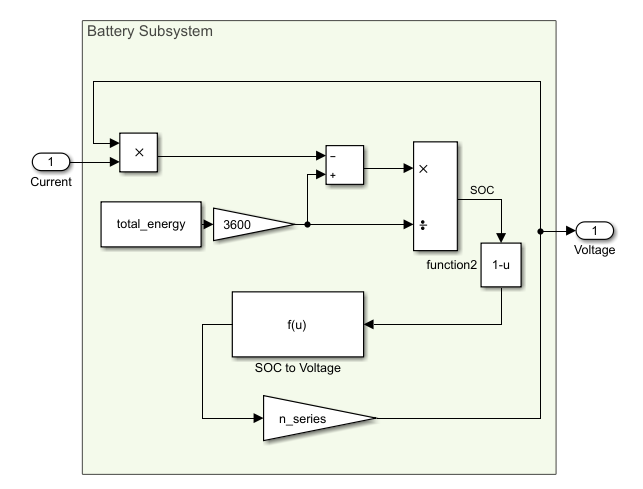 Battery Subsystem
×
−
+
×
÷
1
Current
total_energy
3600
SOC
1
Voltage
function2
1-u
f(u)
SOC to Voltage
n_series